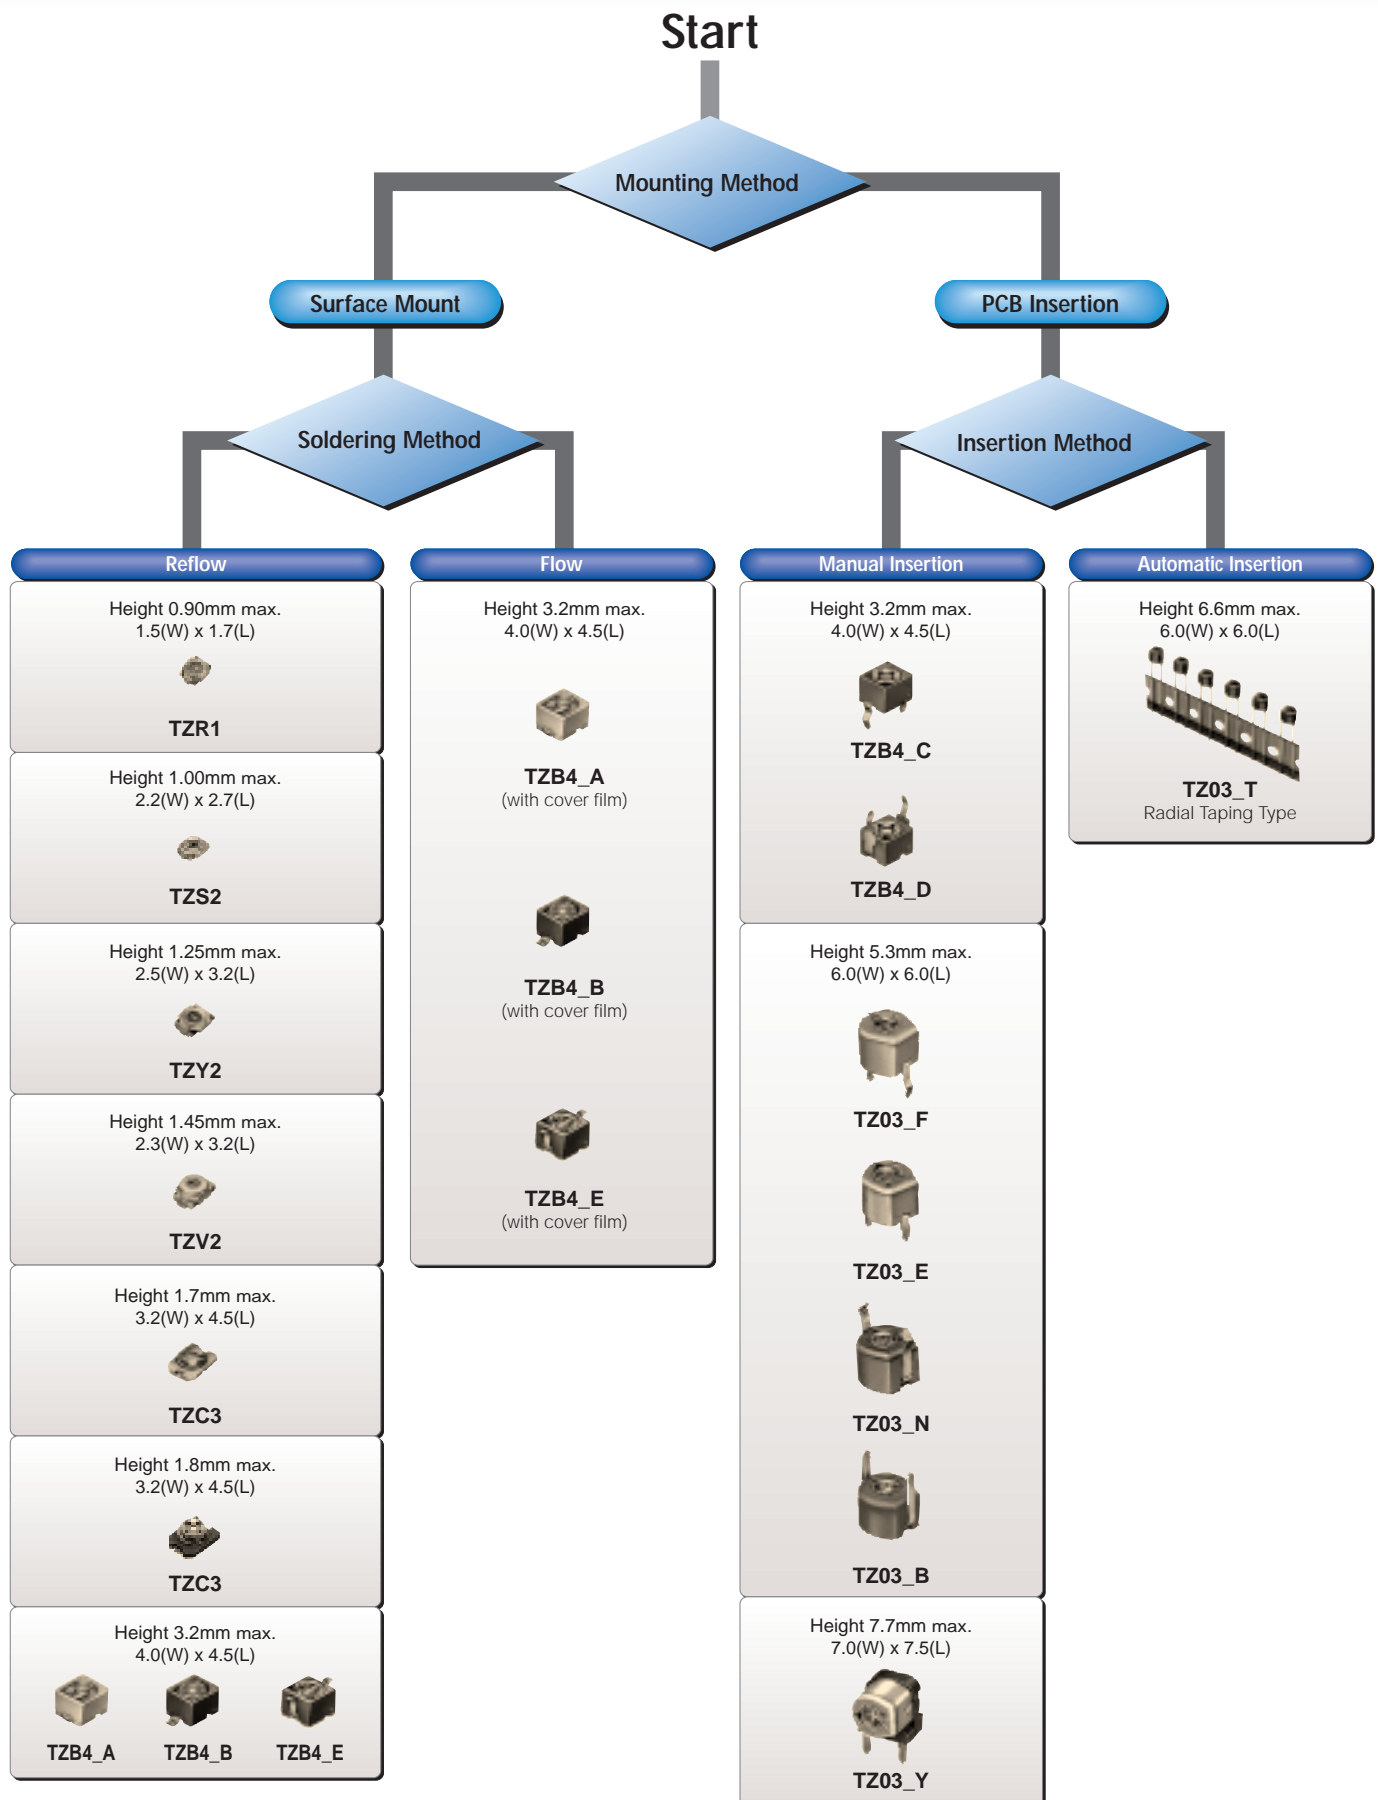 Start
Mounting Method
Surface Mount
PCB Insertion
Soldering Method
Insertion Method
Reflow
Height 0.90mm max.
1.5(W) x 1.7(L)
TZR1
Height 1.00mm max.
2.2(W) x 2.7(L)
TZS2
Height 1.25mm max.
2.5(W) x 3.2(L)
TZY2
Height 1.45mm max.
2.3(W) x 3.2(L)
TZV2
Height 1.7mm max.
3.2(W) x 4.5(L)
TZC3
Height 1.8mm max.
3.2(W) x 4.5(L)
TZC3
Height 3.2mm max.
4.0(W) x 4.5(L)
TZB4_A TZB4_B TZB4_E
Flow
Height 3.2mm max.
4.0(W) x 4.5(L)
TZB4_A
(with cover film)
TZB4_B
(with cover film)
TZB4_E
(with cover film)
Manual Insertion
Height 3.2mm max.
4.0(W) x 4.5(L)
TZB4_C
TZB4_D
Height 5.3mm max.
6.0(W) x 6.0(L)
TZ03_F
TZ03_E
TZ03_N
TZ03_B
Height 7.7mm max.
7.0(W) x 7.5(L)
TZ03_Y
Automatic Insertion
Height 6.6mm max.
6.0(W) x 6.0(L)
TZ03_T
Radial Taping Type